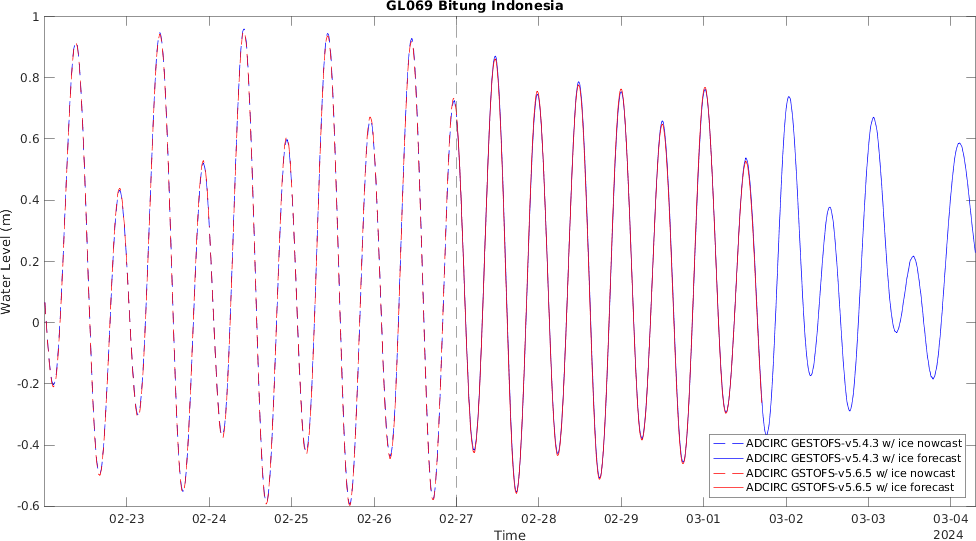 GL069 Bitung Indonesia
1
0.8
0.6
0.4
0.2
0
-0.2
-0.4
-0.6
Water Level (m)
02-23 02-24 02-25 02-26 02-27 02-28 02-29 03-01 03-02 03-03 03-04
2024
Time
ADCIRC GESTOFS-v5.4.3 w/ ice nowcast
ADCIRC GESTOFS-v5.4.3 w/ ice forecast
ADCIRC GSTOFS-v5.6.5 w/ ice nowcast
ADCIRC GSTOFS-v5.6.5 w/ ice forecast